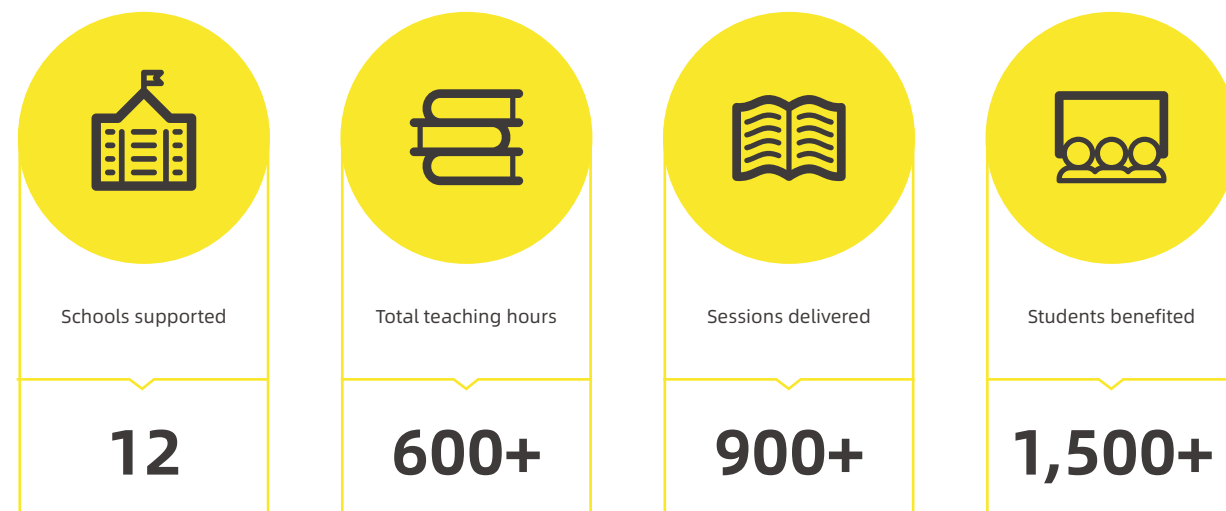 Schools supported
Total teaching hours
Sessions delivered
Students benefited
12
600+
900+
1,500+